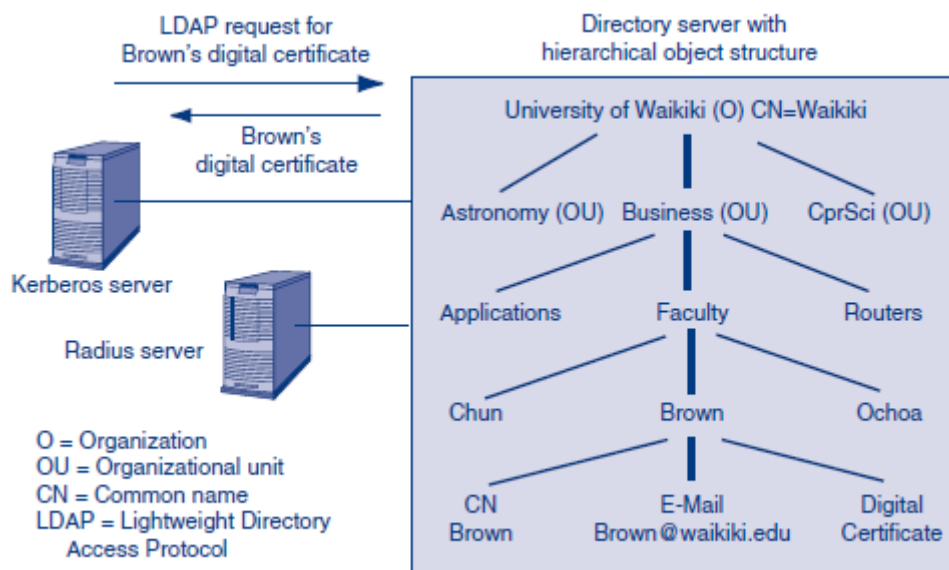 LDAP request for
Brown's digital certificate
Brown's
digital certificate
Kerberos server
Radius server
O = Organization
OU = Organizational unit
CN = Common name
LDAP = Lightweight Directory
Access Protocol
Directory server with
hierarchical object structure
University of Waikiki (O) CN=Waikiki
Astronomy (OU) Business (OU) CprSci (OU)
Applications Faculty Routers
Chun Brown Ochoa
CN E-Mail Digital
Brown Brown@waikiki.edu Certificate